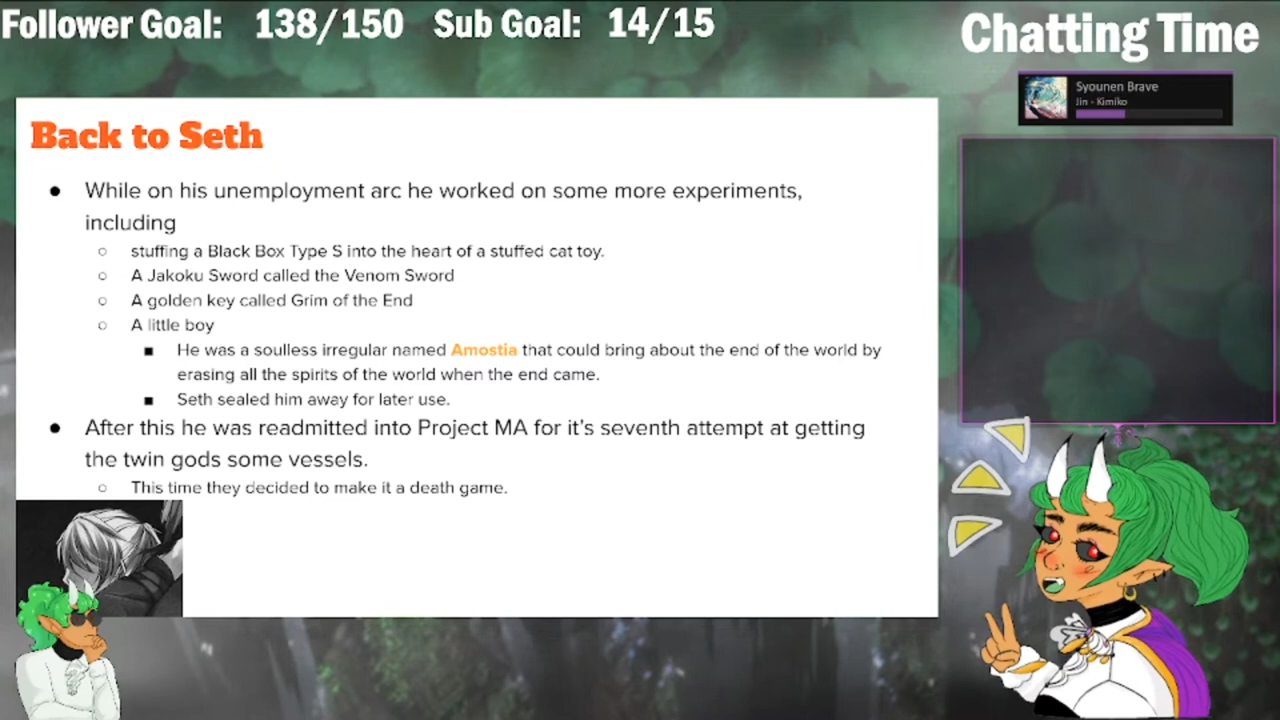 Follower Goal: 138/150 Sub Goal: 14/15
Chatting Time
Syounen Brave
Jin - Kimiko
Back to Seth
● While on his unemployment arc he worked on some more experiments,
including
○ stuffing a Black Box Type S into the heart of a stuffed cat toy.
○ A Jakoku Sword called the Venom Sword
○ A golden key called Grim of the End
○ A little boy
■ He was a soulless irregular named Amostia that could bring about the end of the world by
erasing all the spirits of the world when the end came.
■ Seth sealed him away for later use.
● After this he was readmitted into Project MA for it's seventh attempt at getting
the twin gods some vessels.
○ This time they decided to make it a death game.